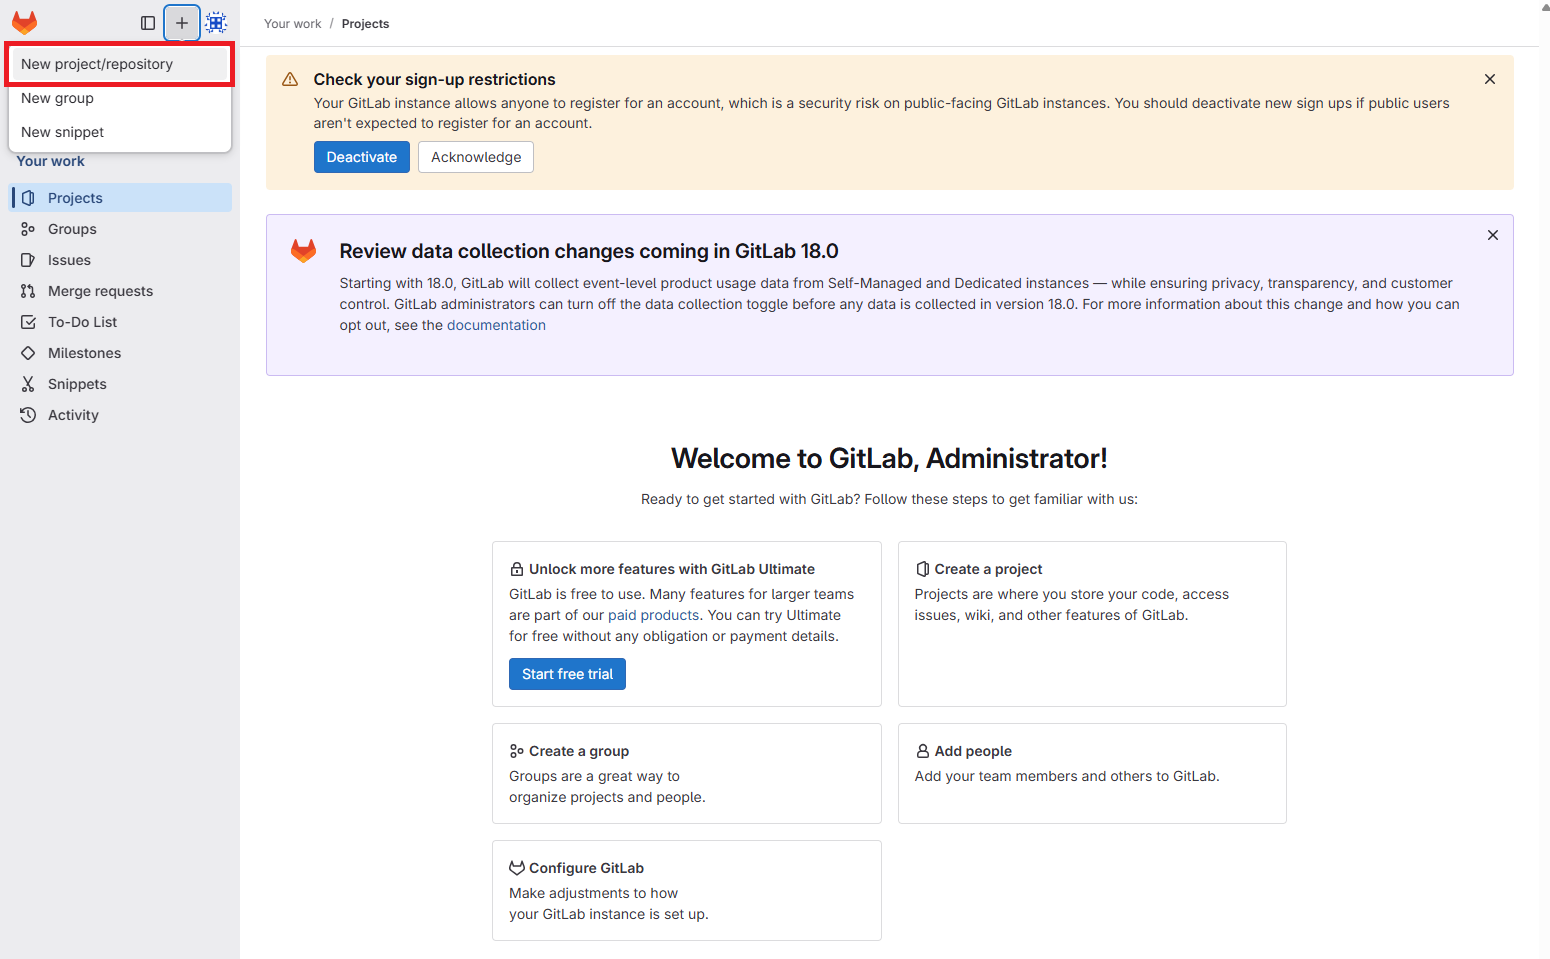 Your work / Projects
New project/repository
New group
New snippet
Your work
Projects
Groups
Issues
Merge requests
To-Do List
Milestones
Snippets
Activity
Check your sign-up restrictions
Your GitLab instance allows anyone to register for an account, which is a security risk on public-facing GitLab instances. You should deactivate new sign ups if public users
aren't expected to register for an account.
Deactivate Acknowledge
Review data collection changes coming in GitLab 18.0
Starting with 18.0, GitLab will collect event-level product usage data from Self-Managed and Dedicated instances — while ensuring privacy, transparency, and customer
control. GitLab administrators can turn off the data collection toggle before any data is collected in version 18.0. For more information about this change and how you can
opt out, see the documentation
Welcome to GitLab, Administrator!
Ready to get started with GitLab? Follow these steps to get familiar with us:
Unlock more features with GitLab Ultimate
GitLab is free to use. Many features for larger teams
are part of our paid products. You can try Ultimate
for free without any obligation or payment details.
Start free trial
Create a project
Projects are where you store your code, access
issues, wiki, and other features of GitLab.
Create a group
Groups are a great way to
organize projects and people.
Add people
Add your team members and others to GitLab.
Configure GitLab
Make adjustments to how
your GitLab instance is set up.